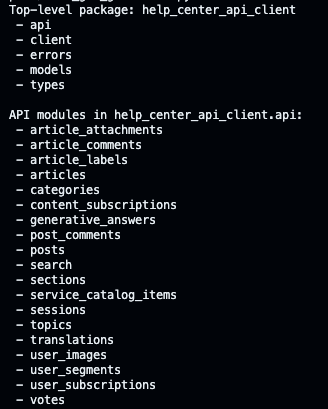 Top-level package: help_center_api_client
- api
- client
- errors
- models
- types
API modules in help_center_api_client.api:
- article_attachments
- article_comments
- article_labels
- articles
- categories
- content_subscriptions
- generative_answers
- post_comments
- posts
- search
- sections
- service_catalog_items
- sessions
- topics
- translations
- user_images
- user_segments
- user_subscriptions
- votes